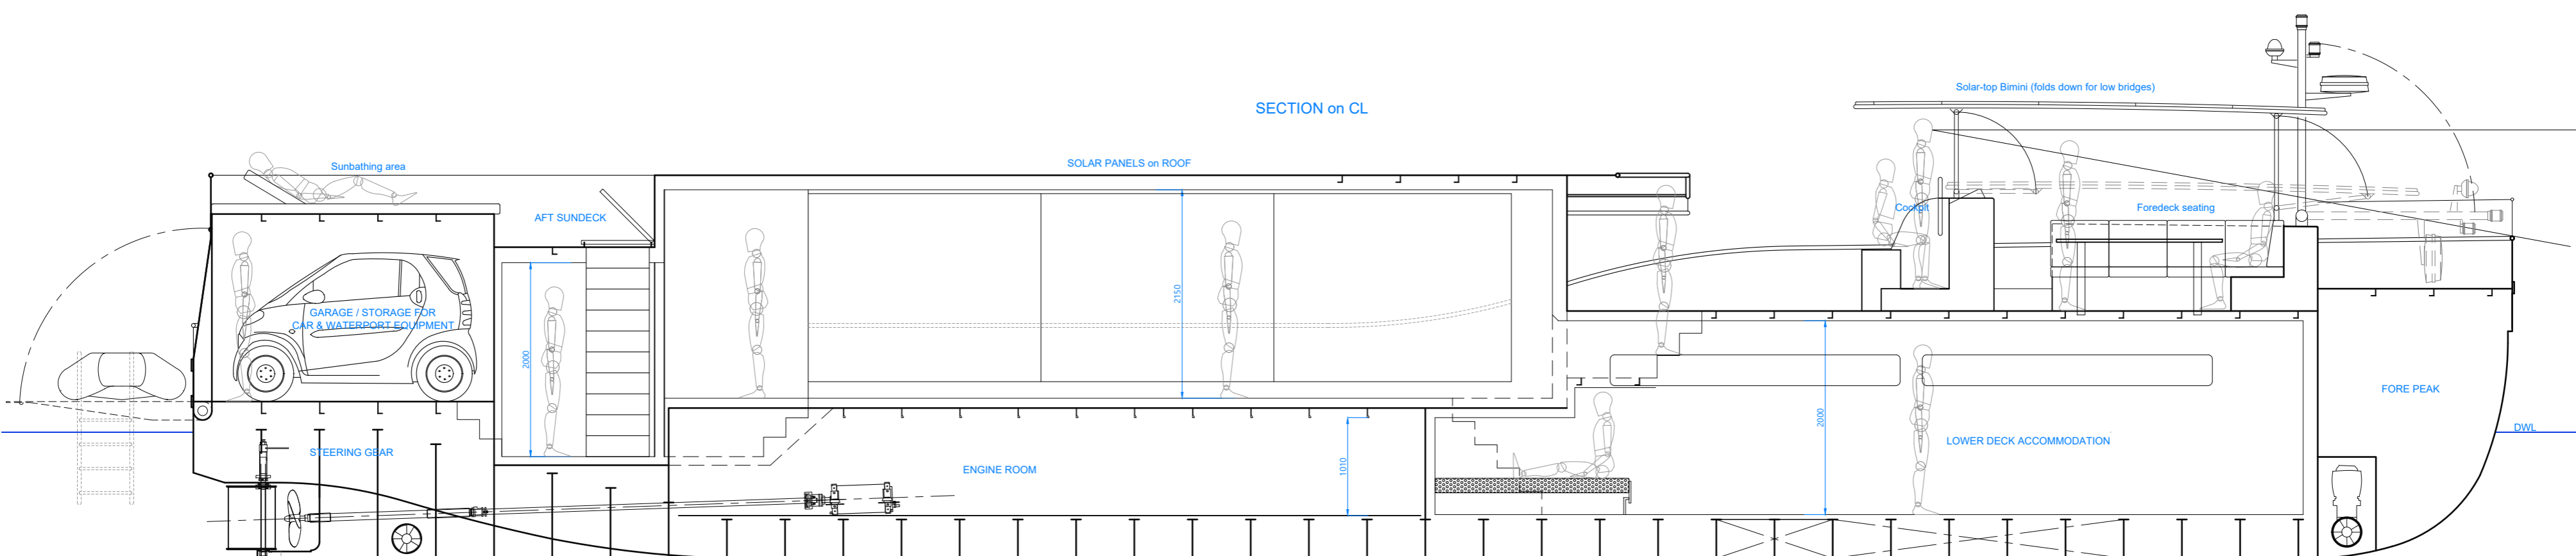 Solar-top Bimini (folds down for low bridges)
SECTION on CL
Sunbathing area
SOLAR PANELS on ROOF
AFT SUNDECK
Cockpit
Foredeck seating
2150
GARAGE / STORAGE FOR
CAR & WATERPORT EQUIPMENT
2000
2000
FORE PEAK
DWL
LOWER DECK ACCOMMODATION
STEERING GEAR
ENGINE ROOM
1010